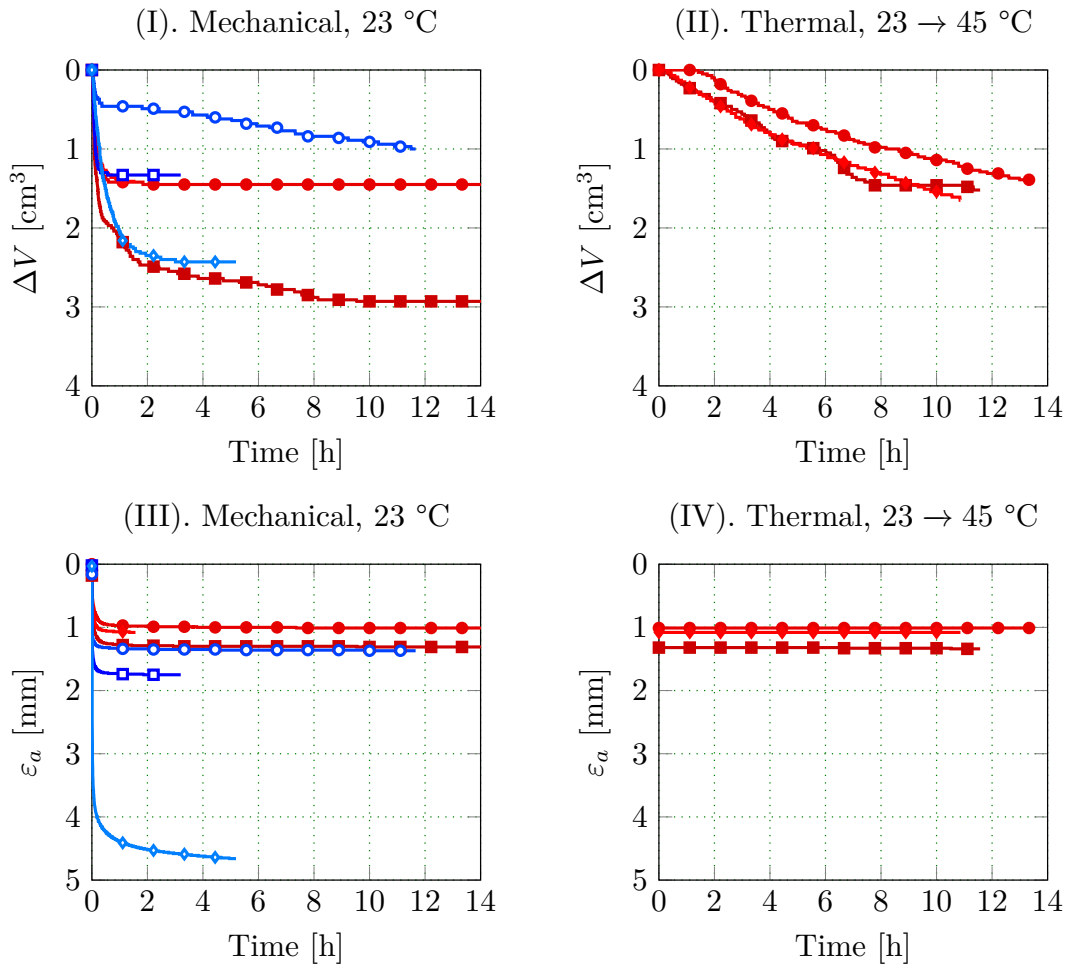 (I). Mechanical, 23 °C
(II). Thermal, 23 → 45 °C
0
1
2
3
4
ΔV [cm³]
0 2 4 6 8 10 12 14
Time [h]
0
1
2
3
4
ΔV [cm³]
0 2 4 6 8 10 12 14
Time [h]
(III). Mechanical, 23 °C
(IV). Thermal, 23 → 45 °C
0
1
2
3
4
5
εₐ [mm]
0 2 4 6 8 10 12 14
Time [h]
0
1
2
3
4
5
εₐ [mm]
0 2 4 6 8 10 12 14
Time [h]